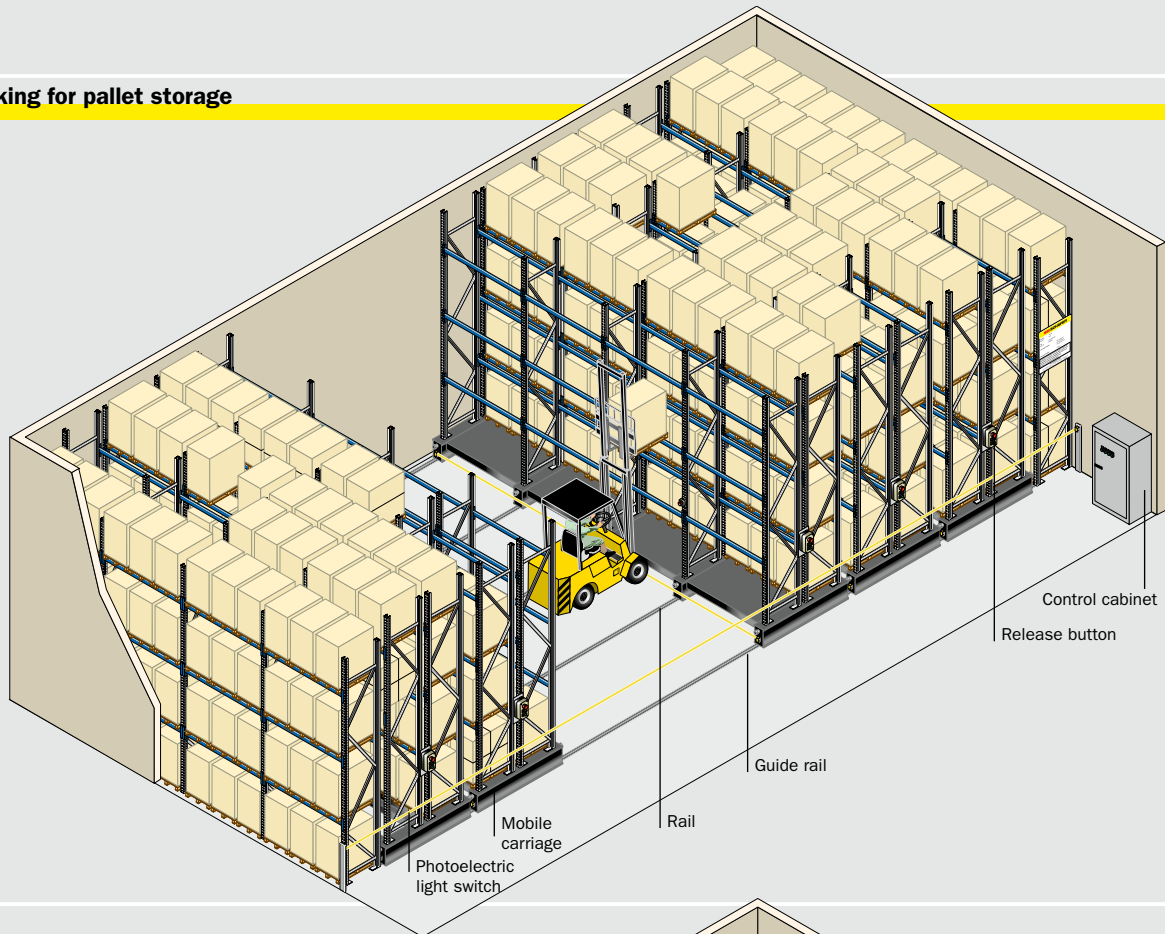 king for pallet storage
Control cabinet
Release button
Guide rail
Rail
Mobile
carriage
Photoelectric
light switch